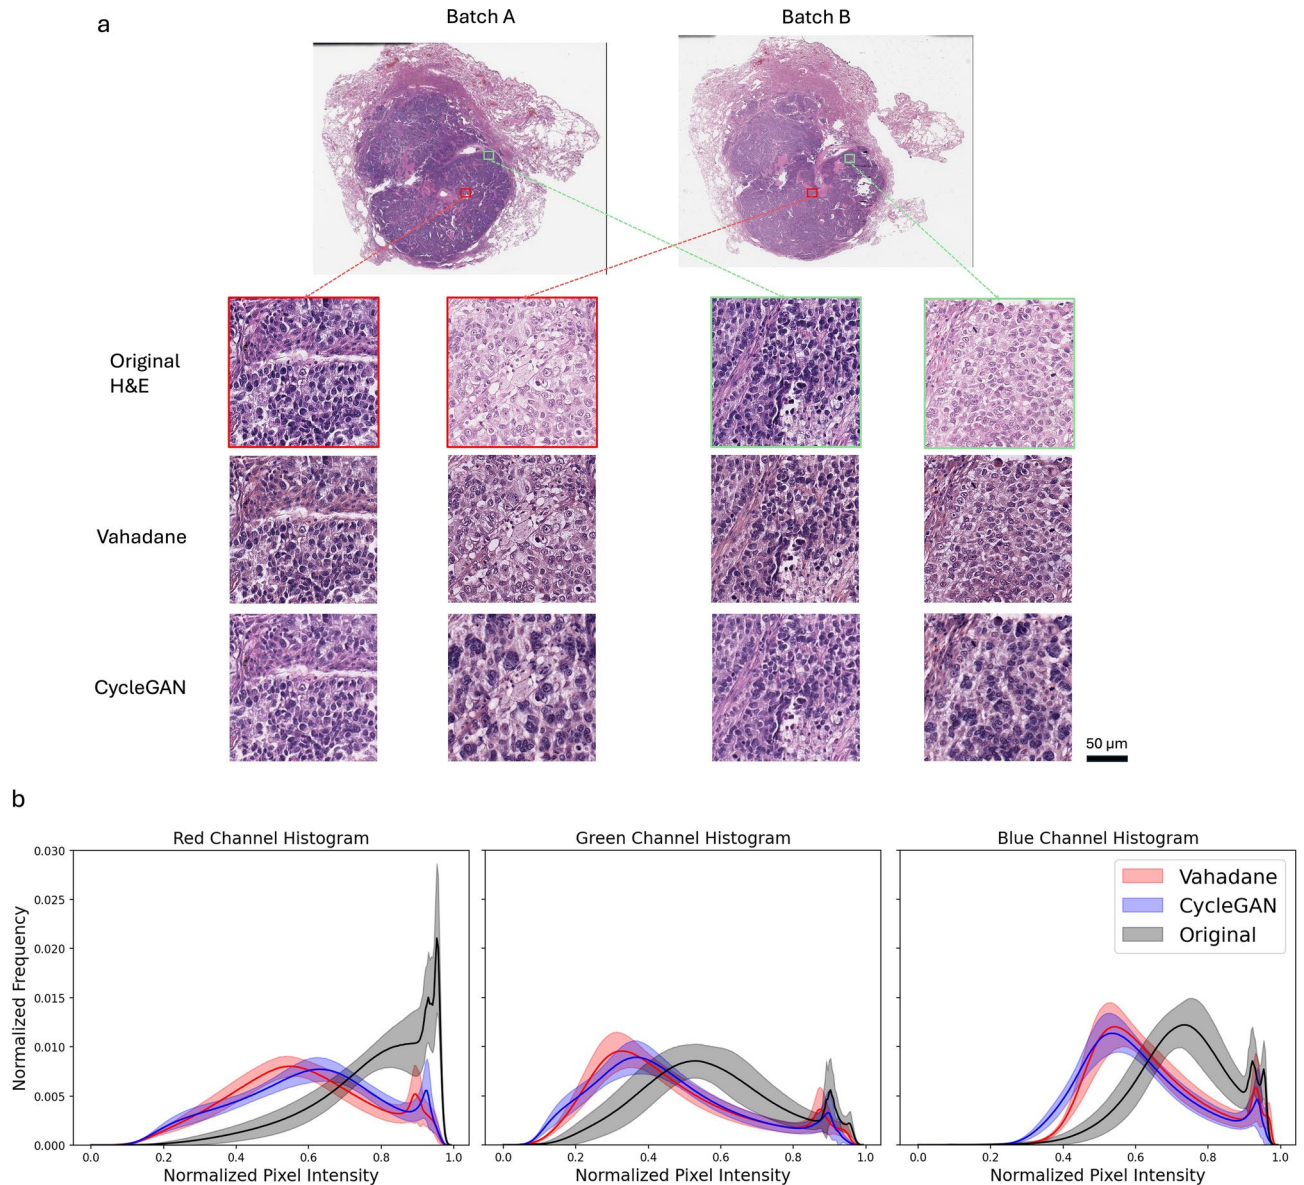 a
Batch A
Batch B
Original
H&E
Vahadane
CycleGAN
50 µm
b
Red Channel Histogram
Green Channel Histogram
Blue Channel Histogram
Normalized Frequency
0.030
0.025
0.020
0.015
0.010
0.005
0.000
Vahadane
CycleGAN
Original
0.0 0.2 0.4 0.6 0.8 1.0
0.0 0.2 0.4 0.6 0.8 1.0
0.0 0.2 0.4 0.6 0.8 1.0
Normalized Pixel Intensity
Normalized Pixel Intensity
Normalized Pixel Intensity